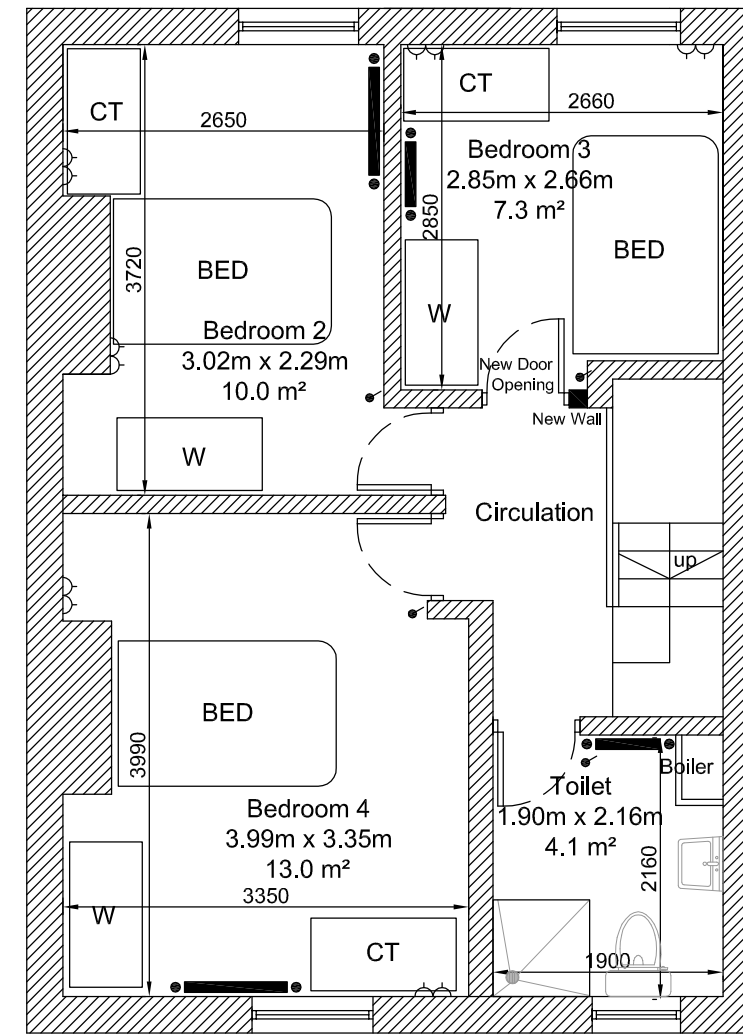 CT
2650
3720
BED
Bedroom 2
3.02m x 2.29m
10.0 m²
W
CT
2660
Bedroom 3
2.85m x 2.66m
7.3 m²
2850
BED
W
New Door
Opening
New Wall
Circulation
up
BED
3990
Bedroom 4
3.99m x 3.35m
13.0 m²
3350
W
CT
Boiler
Toilet
1.90m x 2.16m
4.1 m²
2160
1900